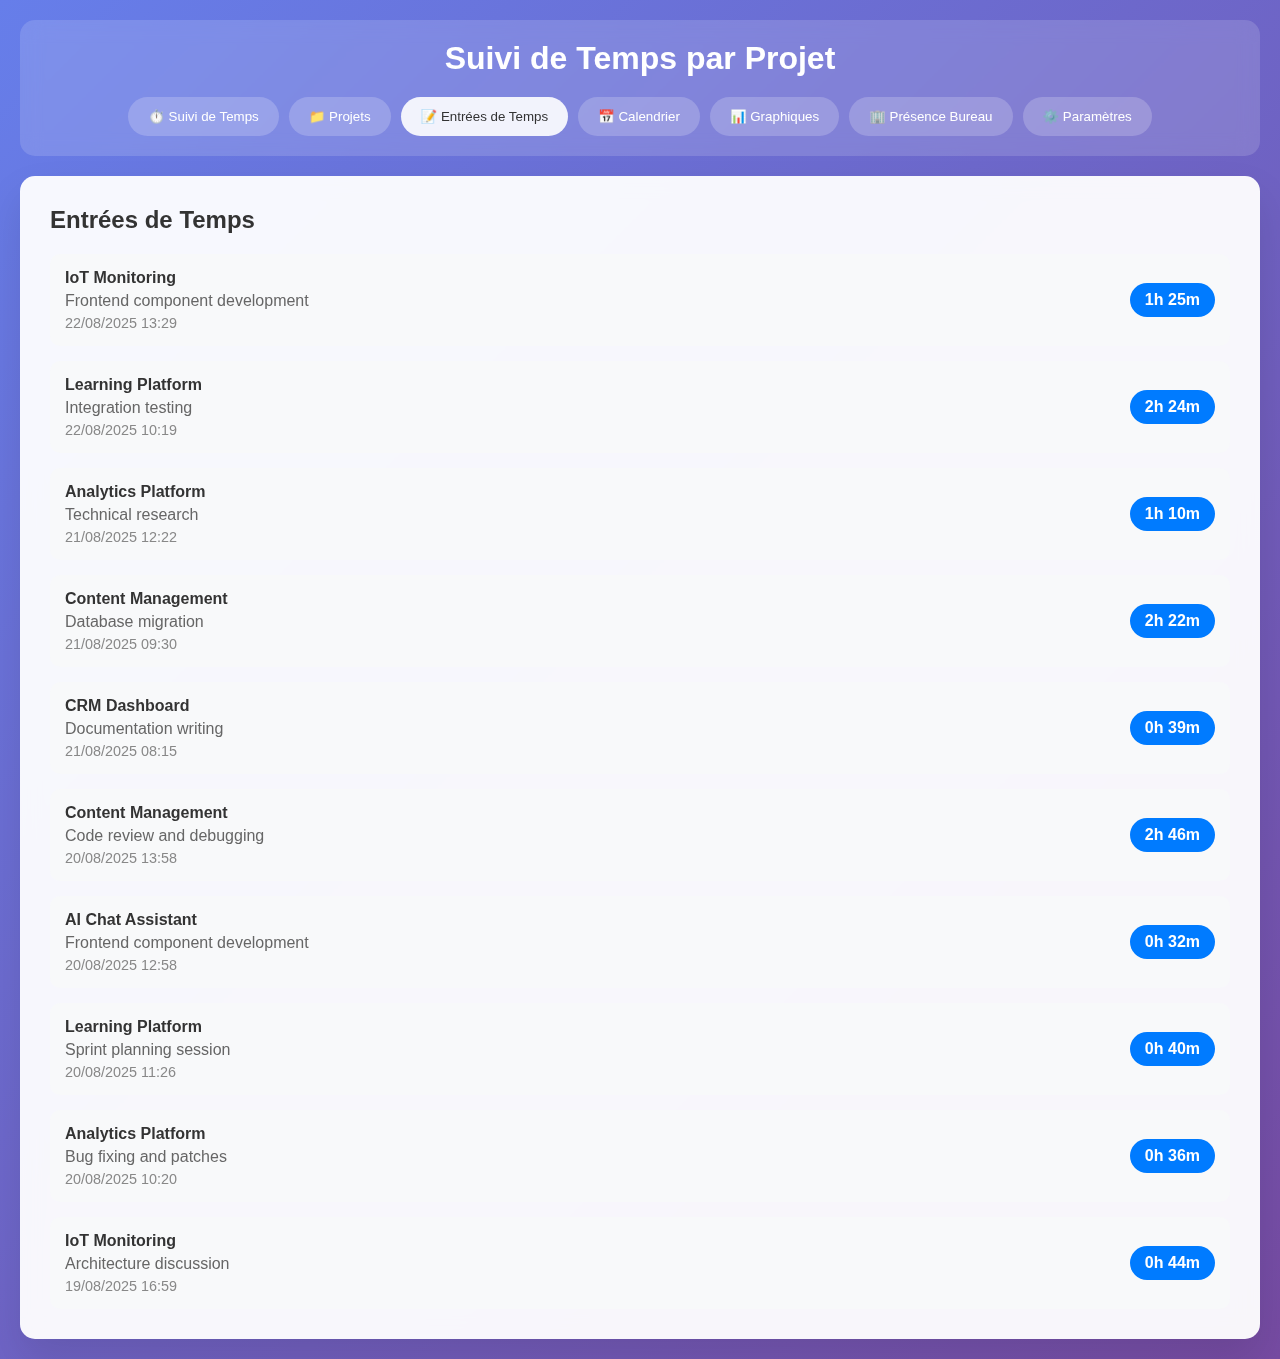 Suivi de Temps par Projet
🕐 Suivi de Temps 📁 Projets 📝 Entrées de Temps 📅 Calendrier 📊 Graphiques 🏢 Présence Bureau ⚙️ Paramètres
Entrées de Temps
IoT Monitoring
Frontend component development
1h 25m
22/08/2025 13:29
Learning Platform
Integration testing
2h 24m
22/08/2025 10:19
Analytics Platform
Technical research
1h 10m
21/08/2025 12:22
Content Management
Database migration
2h 22m
21/08/2025 09:30
CRM Dashboard
Documentation writing
0h 39m
21/08/2025 08:15
Content Management
Code review and debugging
2h 46m
20/08/2025 13:58
AI Chat Assistant
Frontend component development
0h 32m
20/08/2025 12:58
Learning Platform
Sprint planning session
0h 40m
20/08/2025 11:26
Analytics Platform
Bug fixing and patches
0h 36m
20/08/2025 10:20
IoT Monitoring
Architecture discussion
0h 44m
19/08/2025 16:59